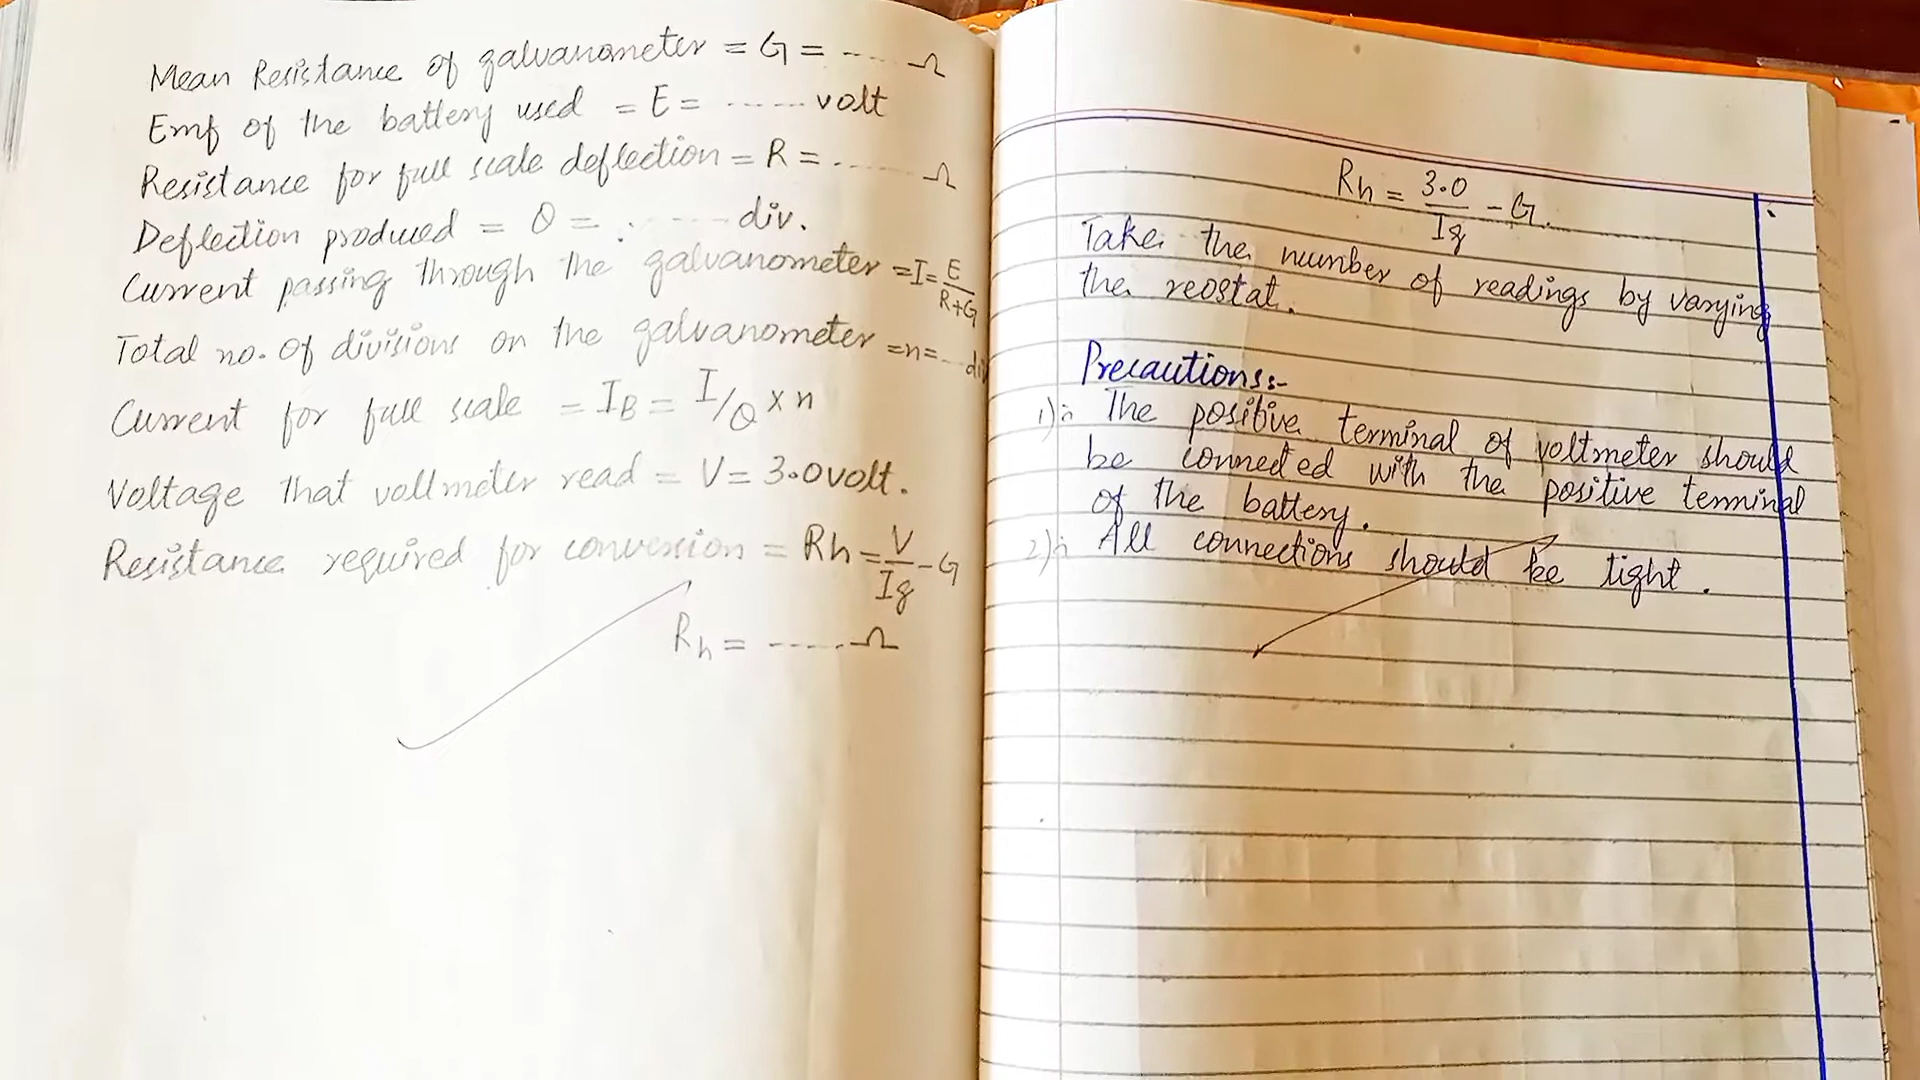 Mean Resistance of galvanometer = G = ---- Ω
Emf of the battery used = E = ------ volt
Resistance for full scale deflection = R = ------ Ω
Deflection produced = θ = ------ div.
Current passing through the galvanometer = I = E/R+G
Total no. of divisions on the galvanometer = n = --- div
Current for full scale = IB = I/θ × n
Voltage that voltmeter read = V = 3.0 volt.
Resistance required for conversion = Rh = V/Ig - G
Rh = ------ Ω
Rh = 3.0/Ig - G.
Take the number of readings by varying
the reostat.
Precautions:-
1) The positive terminal of voltmeter should
be connected with the positive terminal
of the battery.
2) All connections should be tight.